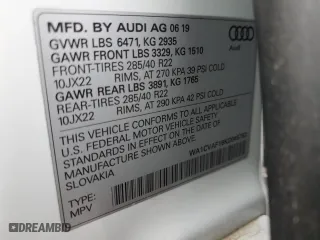 MFD. BY AUDI AG 06 19
GVWR LBS 6471, KG 2935
GAWR FRONT LBS 3329, KG 1510
FRONT-TIRES 285/40 R22
10JX22 RIMS, AT 270 KPA 39 PSI COLD
GAWR REAR LBS 3891, KG 1765
REAR-TIRES 285/40 R22
10JX22 RIMS, AT 290 KPA 42 PSI COLD
THIS VEHICLE CONFORMS TO ALL APPLICABLE
U.S. FEDERAL MOTOR VEHICLE SAFETY STANDARDS
IN EFFECT ON THE DATE OF MANUFACTURE
SLOVAKIA
TYPE:
MPV
Audi
DREAMBID